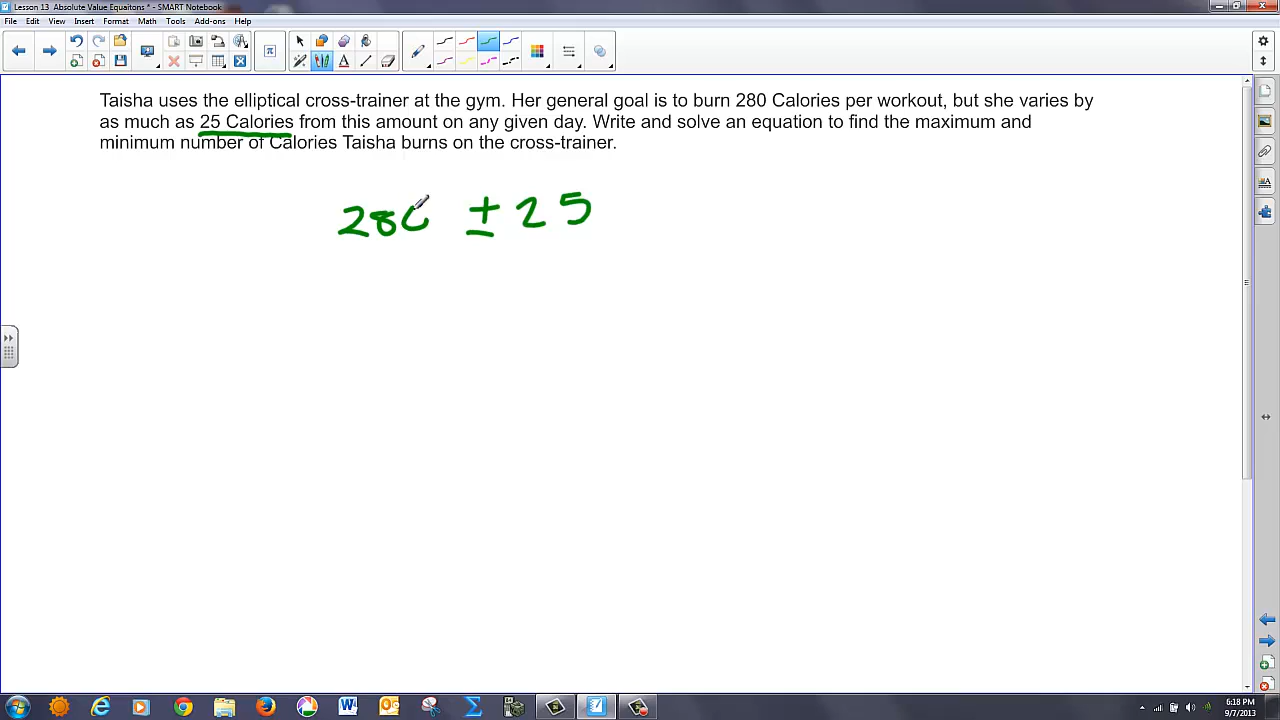 Lesson 13 Absolute Value Equaitons * - SMART Notebook
File Edit View Insert Format Math Tools Add-ons Help
Taisha uses the elliptical cross-trainer at the gym. Her general goal is to burn 280 Calories per workout, but she varies by
as much as 25 Calories from this amount on any given day. Write and solve an equation to find the maximum and
minimum number of Calories Taisha burns on the cross-trainer.
280 ± 25
6:18 PM
9/7/2013